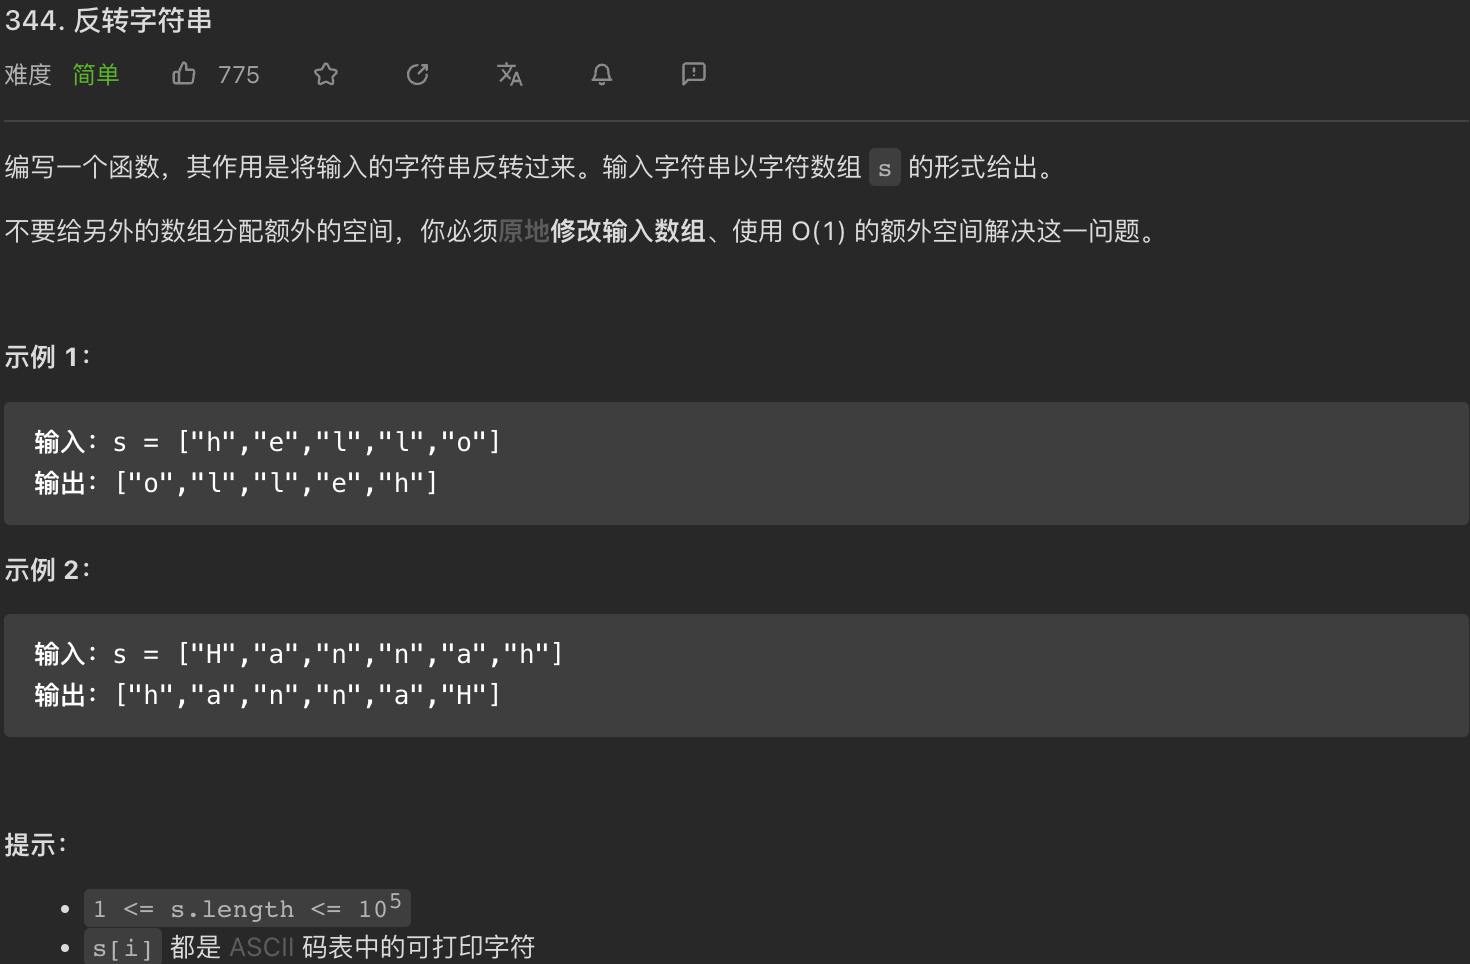 344. 反转字符串
难度 简单 775
编写一个函数，其作用是将输入的字符串反转过来。输入字符串以字符数组 s 的形式给出。
不要给另外的数组分配额外的空间，你必须原地修改输入数组、使用 O(1) 的额外空间解决这一问题。
示例 1：
输入：s = ["h","e","l","l","o"]
输出：["o","l","l","e","h"]
示例 2：
输入：s = ["H","a","n","n","a","h"]
输出：["h","a","n","n","a","H"]
提示：
1 <= s.length <= 10⁵
s[i] 都是 ASCII 码表中的可打印字符